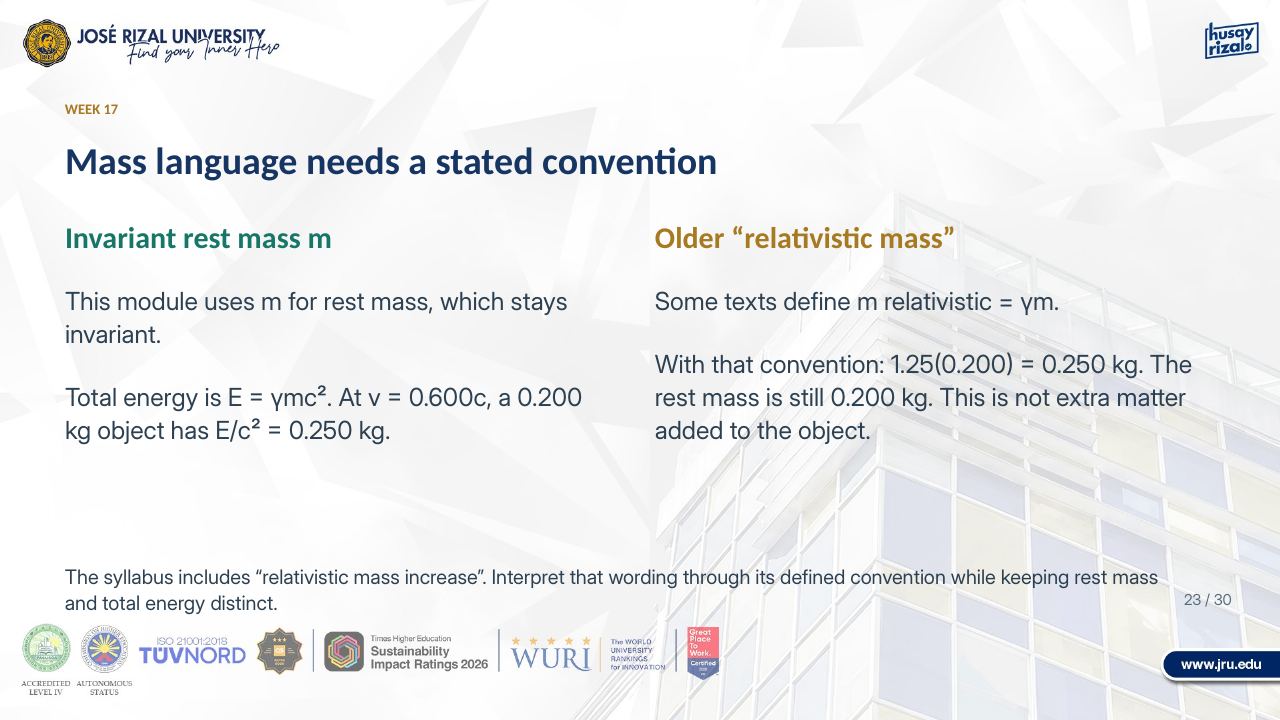 JOSÉ RIZAL UNIVERSITY
Find your Inner Hero
husay
rizal
WEEK 17
Mass language needs a stated convention
Invariant rest mass m
This module uses m for rest mass, which stays
invariant.
Total energy is E = γmc². At v = 0.600c, a 0.200
kg object has E/c² = 0.250 kg.
Older “relativistic mass”
Some texts define m relativistic = γm.
With that convention: 1.25(0.200) = 0.250 kg. The
rest mass is still 0.200 kg. This is not extra matter
added to the object.
The syllabus includes “relativistic mass increase”. Interpret that wording through its defined convention while keeping rest mass
and total energy distinct.
23 / 30
ACCREDITED
LEVEL IV
AUTONOMOUS
STATUS
ISO 21001:2018
TÜVNORD
Times Higher Education
Sustainability
Impact Ratings 2026
WURI
The WORLD
UNIVERSITY
RANKINGS
for INNOVATION
Great
Place
To
Work.
Certified
www.jru.edu